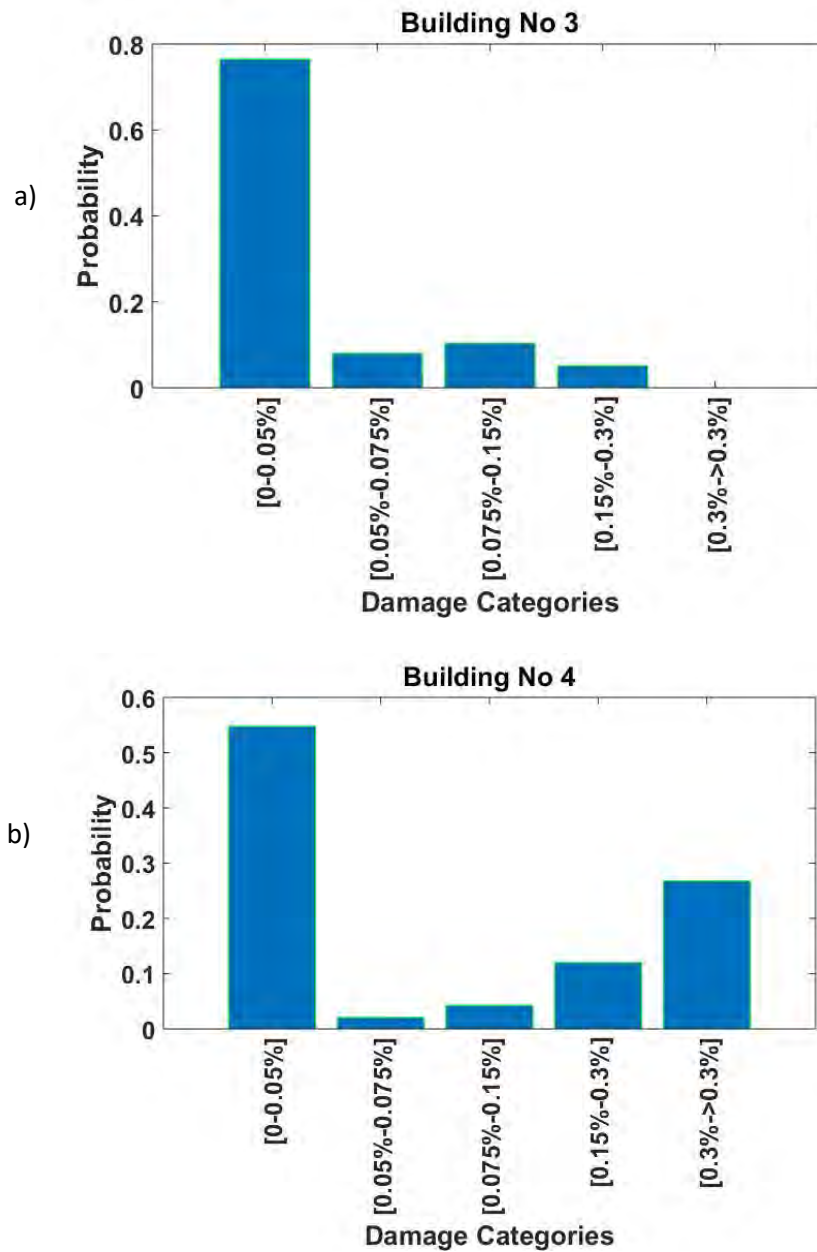 Building No 3
a)
Probability
0.8
0.6
0.4
0.2
0
[0-0.05%]
[0.05%-0.075%]
[0.075%-0.15%]
[0.15%-0.3%]
[0.3%->0.3%]
Damage Categories
Building No 4
b)
Probability
0.6
0.5
0.4
0.3
0.2
0.1
0
[0-0.05%]
[0.05%-0.075%]
[0.075%-0.15%]
[0.15%-0.3%]
[0.3%->0.3%]
Damage Categories